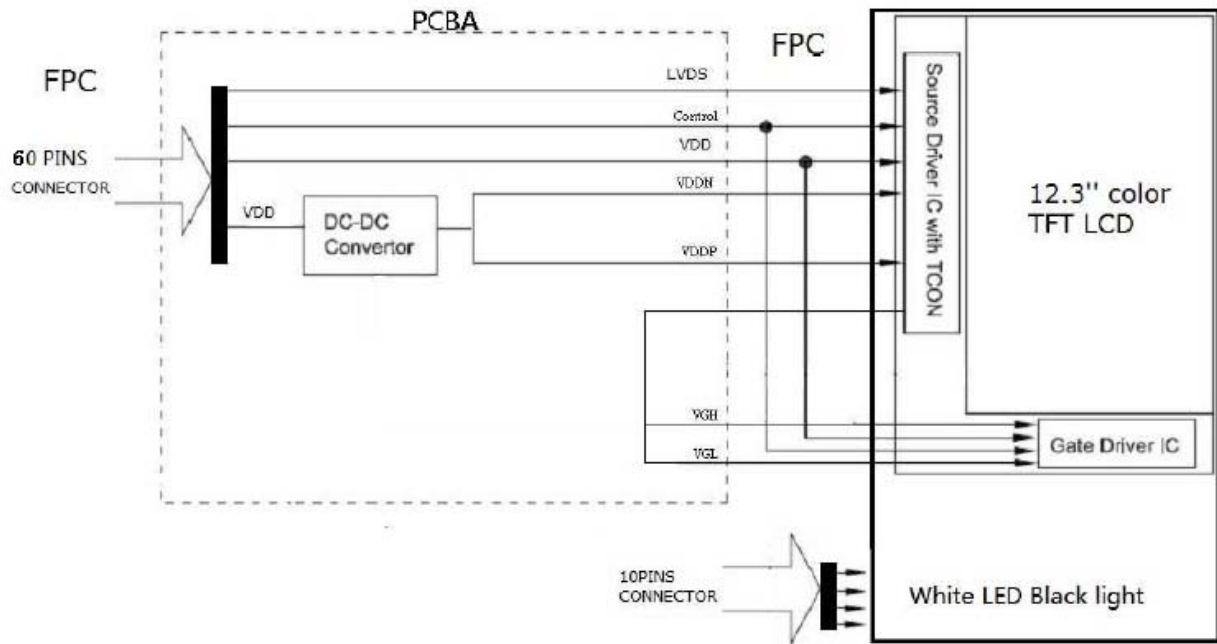 PCBA
FPC
FPC
LVDS
Control
VDD
VDDN
VDDP
60 PINS
CONNECTOR
VDD
DC-DC
Convertor
Source Driver IC with TCON
12.3'' color
TFT LCD
VGH
VGL
Gate Driver IC
10PINS
CONNECTOR
White LED Black light